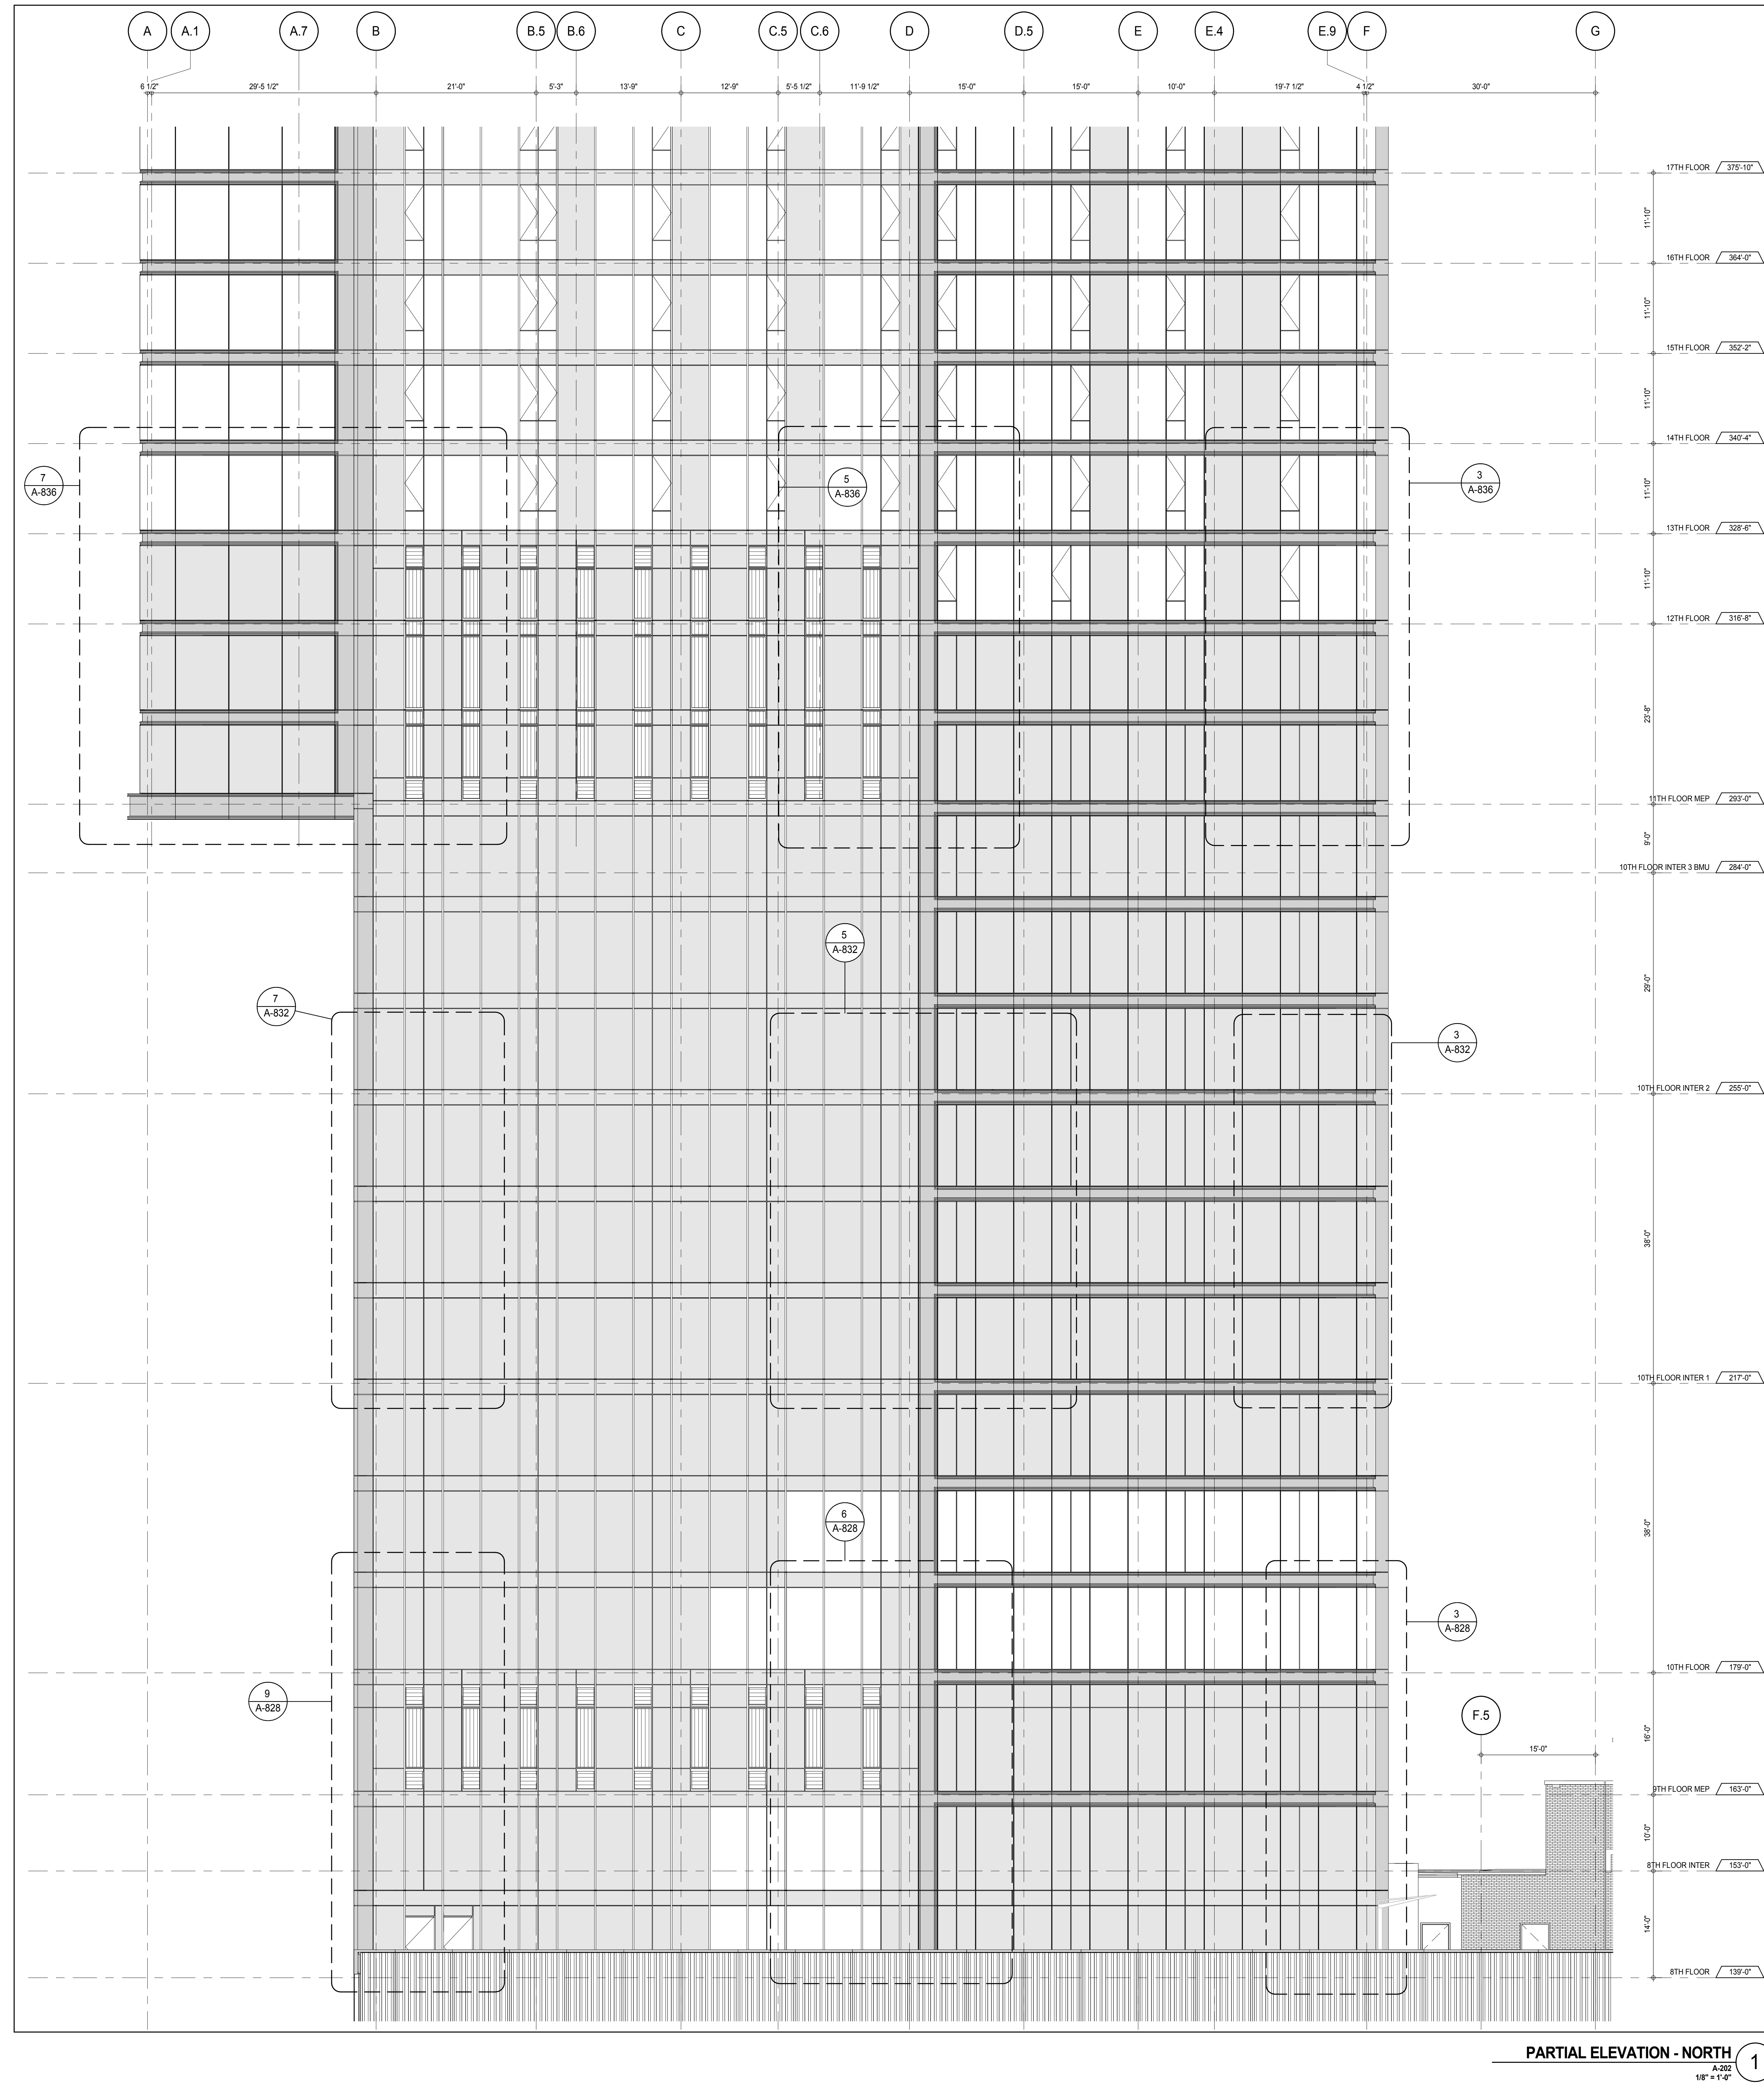 A A.1 A.7 B B.5 B.6 C C.5 C.6 D D.5 E E.4 E.9 F G
6 1/2" 29'-5 1/2" 21'-0" 5'-3" 13'-9" 12'-9" 5'-5 1/2" 11'-9 1/2" 15'-0" 15'-0" 10'-0" 19'-7 1/2" 4 1/2" 30'-0"
17TH FLOOR 375'-10"
11'-10"
16TH FLOOR 364'-0"
11'-10"
15TH FLOOR 352'-2"
11'-10"
14TH FLOOR 340'-4"
7
A-836
5
A-836
3
A-836
11'-10"
13TH FLOOR 328'-6"
11'-10"
12TH FLOOR 316'-8"
23'-8"
11TH FLOOR MEP 293'-0"
9'-0"
10TH FLOOR INTER 3 BMU 284'-0"
5
A-832
29'-0"
7
A-832
3
A-832
10TH FLOOR INTER 2 255'-0"
38'-0"
10TH FLOOR INTER 1 217'-0"
6
A-828
38'-0"
3
A-828
10TH FLOOR 179'-0"
9
A-828
F.5
16'-0"
15'-0"
9TH FLOOR MEP 163'-0"
10'-0"
8TH FLOOR INTER 153'-0"
14'-0"
8TH FLOOR 139'-0"
PARTIAL ELEVATION - NORTH 1
A-202
1/8" = 1'-0"